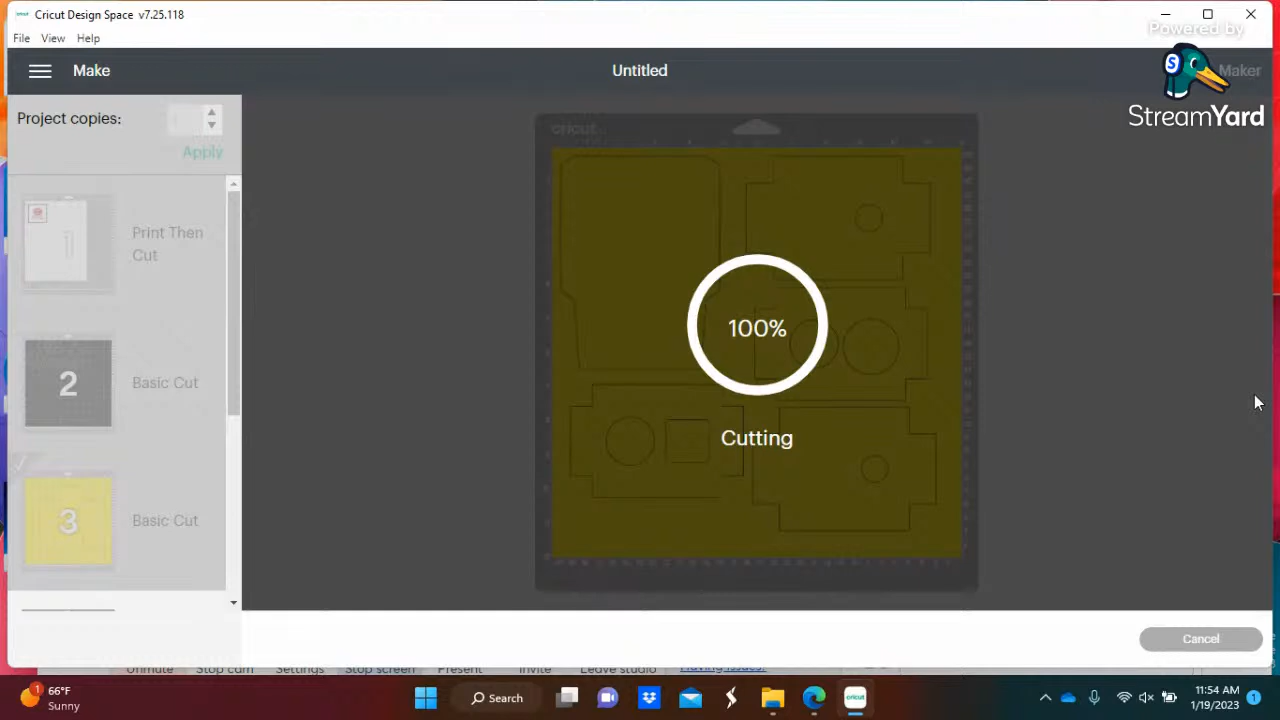 Cricut Design Space v7.25.118
File View Help
Powered by
Make
Untitled
Maker
StreamYard
Project copies:
Apply
cricut
Print Then
Cut
2
Basic Cut
3
Basic Cut
100%
Cutting
Cancel
Unmute Stop cam Settings Stop screen Present Invite Leave studio Having issues?
66°F
Sunny
1
Search
11:54 AM
1/19/2023
1